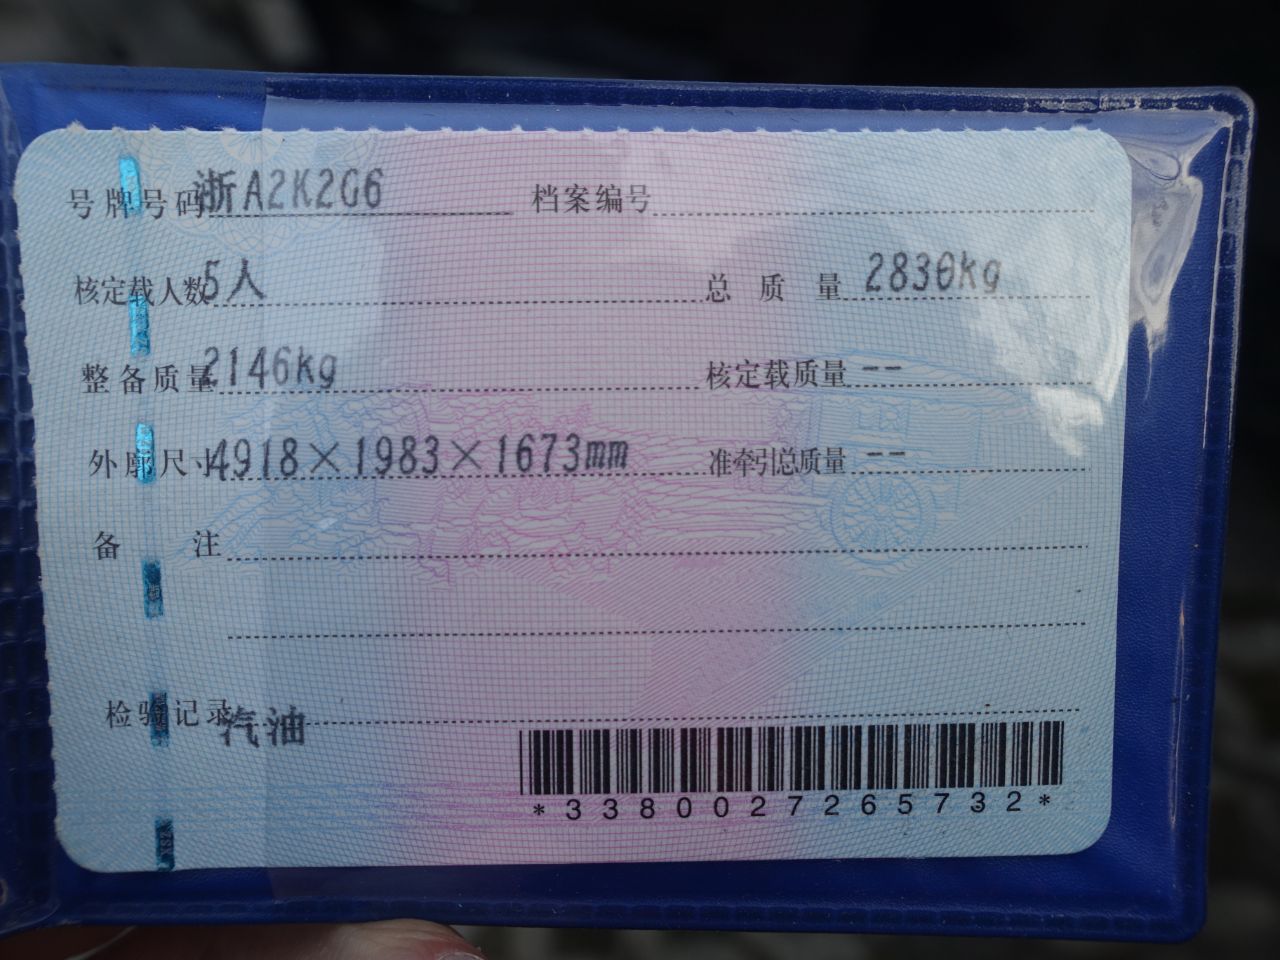 号牌号码 浙A2K2G6 档案编号
核定载人数 5人 总质量 2830kg
整备质量 2146kg 核定载质量 --
外廓尺寸 4918×1983×1673mm 准牵引总质量 --
备注
检验记录 汽油
*3380027265732*